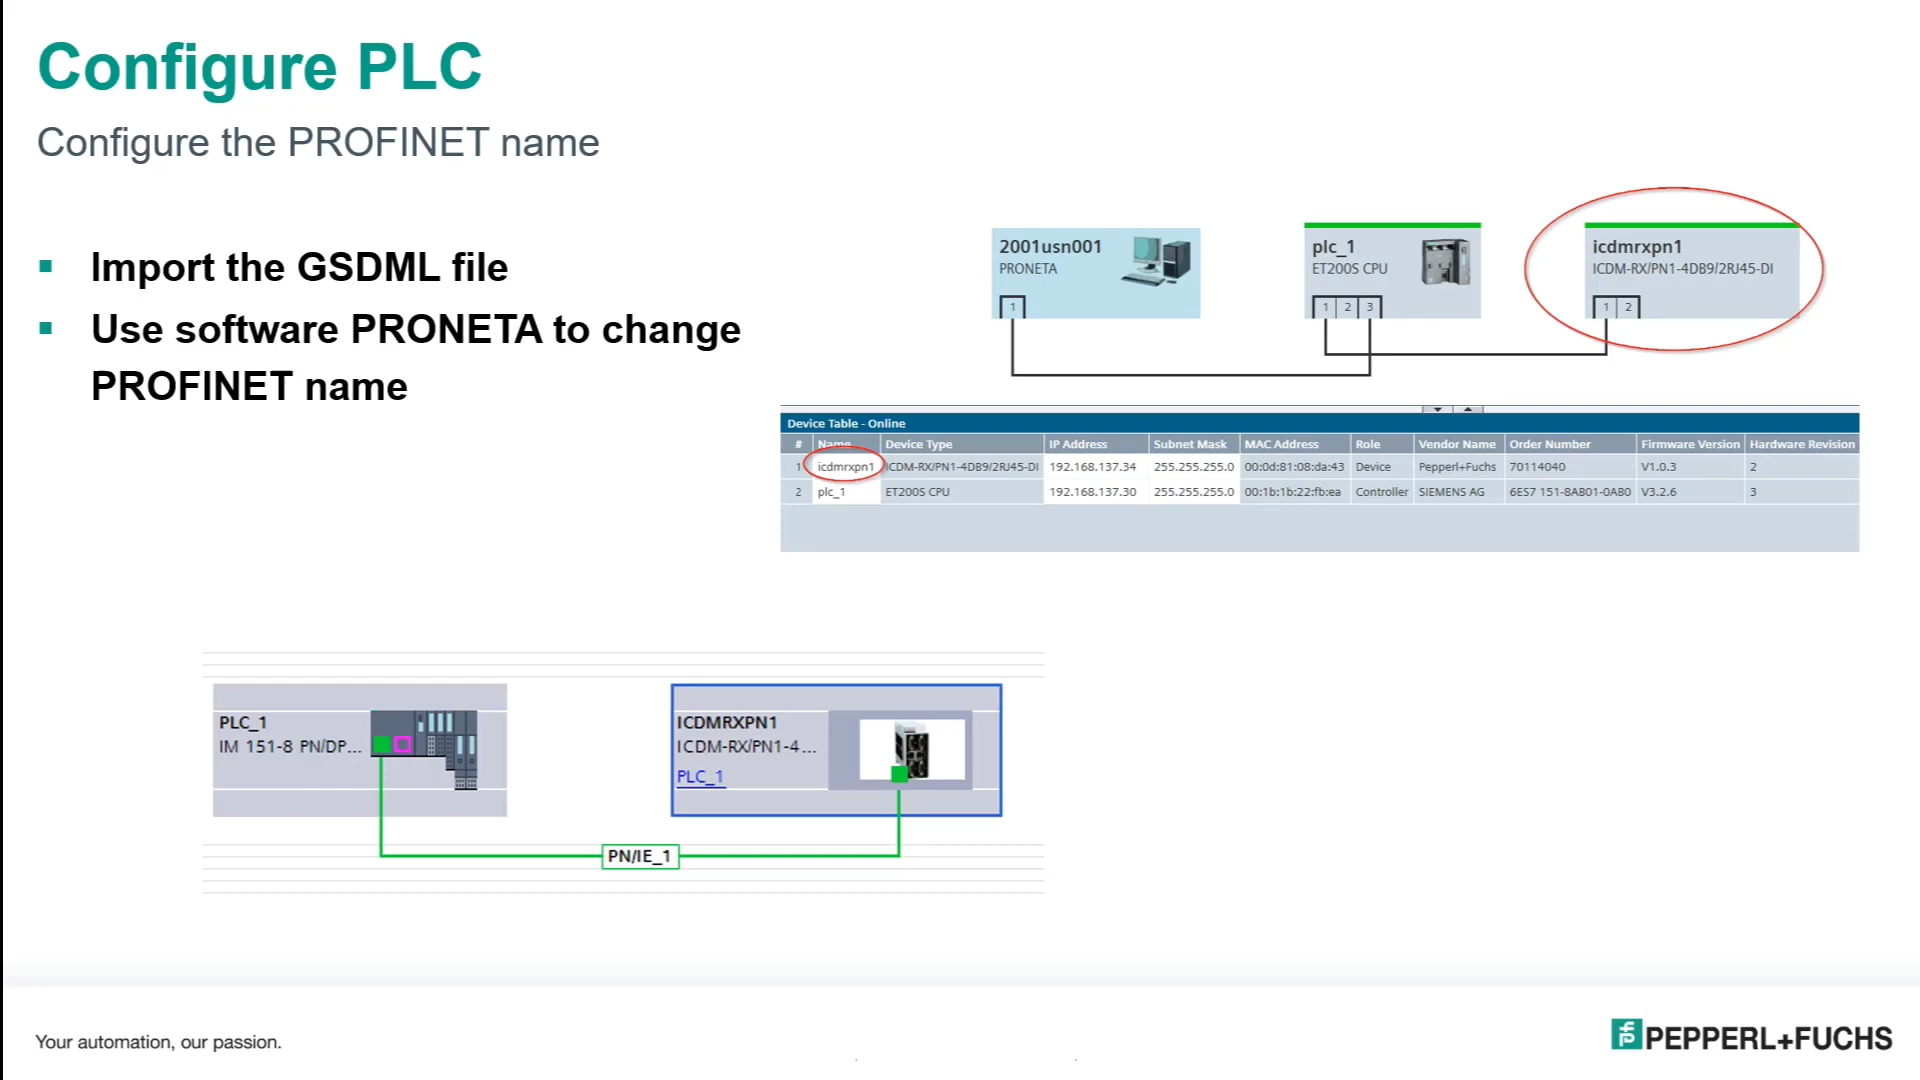 Configure PLC
Configure the PROFINET name
Import the GSDML file
Use software PRONETA to change
PROFINET name
2001usn001
PRONETA
1
plc_1
ET200S CPU
1 2 3
icdmrxpn1
ICDM-RX/PN1-4DB9/2RJ45-DI
1 2
Device Table - Online
# Name Device Type IP Address Subnet Mask MAC Address Role Vendor Name Order Number Firmware Version Hardware Revision
1 icdmrxpn1 ICDM-RX/PN1-4DB9/2RJ45-DI 192.168.137.34 255.255.255.0 00:0d:81:08:da:43 Device Pepperl+Fuchs 70114040 V1.0.3 2
2 plc_1 ET200S CPU 192.168.137.30 255.255.255.0 00:1b:1b:22:fb:ea Controller SIEMENS AG 6ES7 151-8AB01-0AB0 V3.2.6 3
PLC_1
IM 151-8 PN/DP...
ICDMRXPN1
ICDM-RX/PN1-4...
PLC_1
PN/IE_1
Your automation, our passion.
PEPPERL+FUCHS